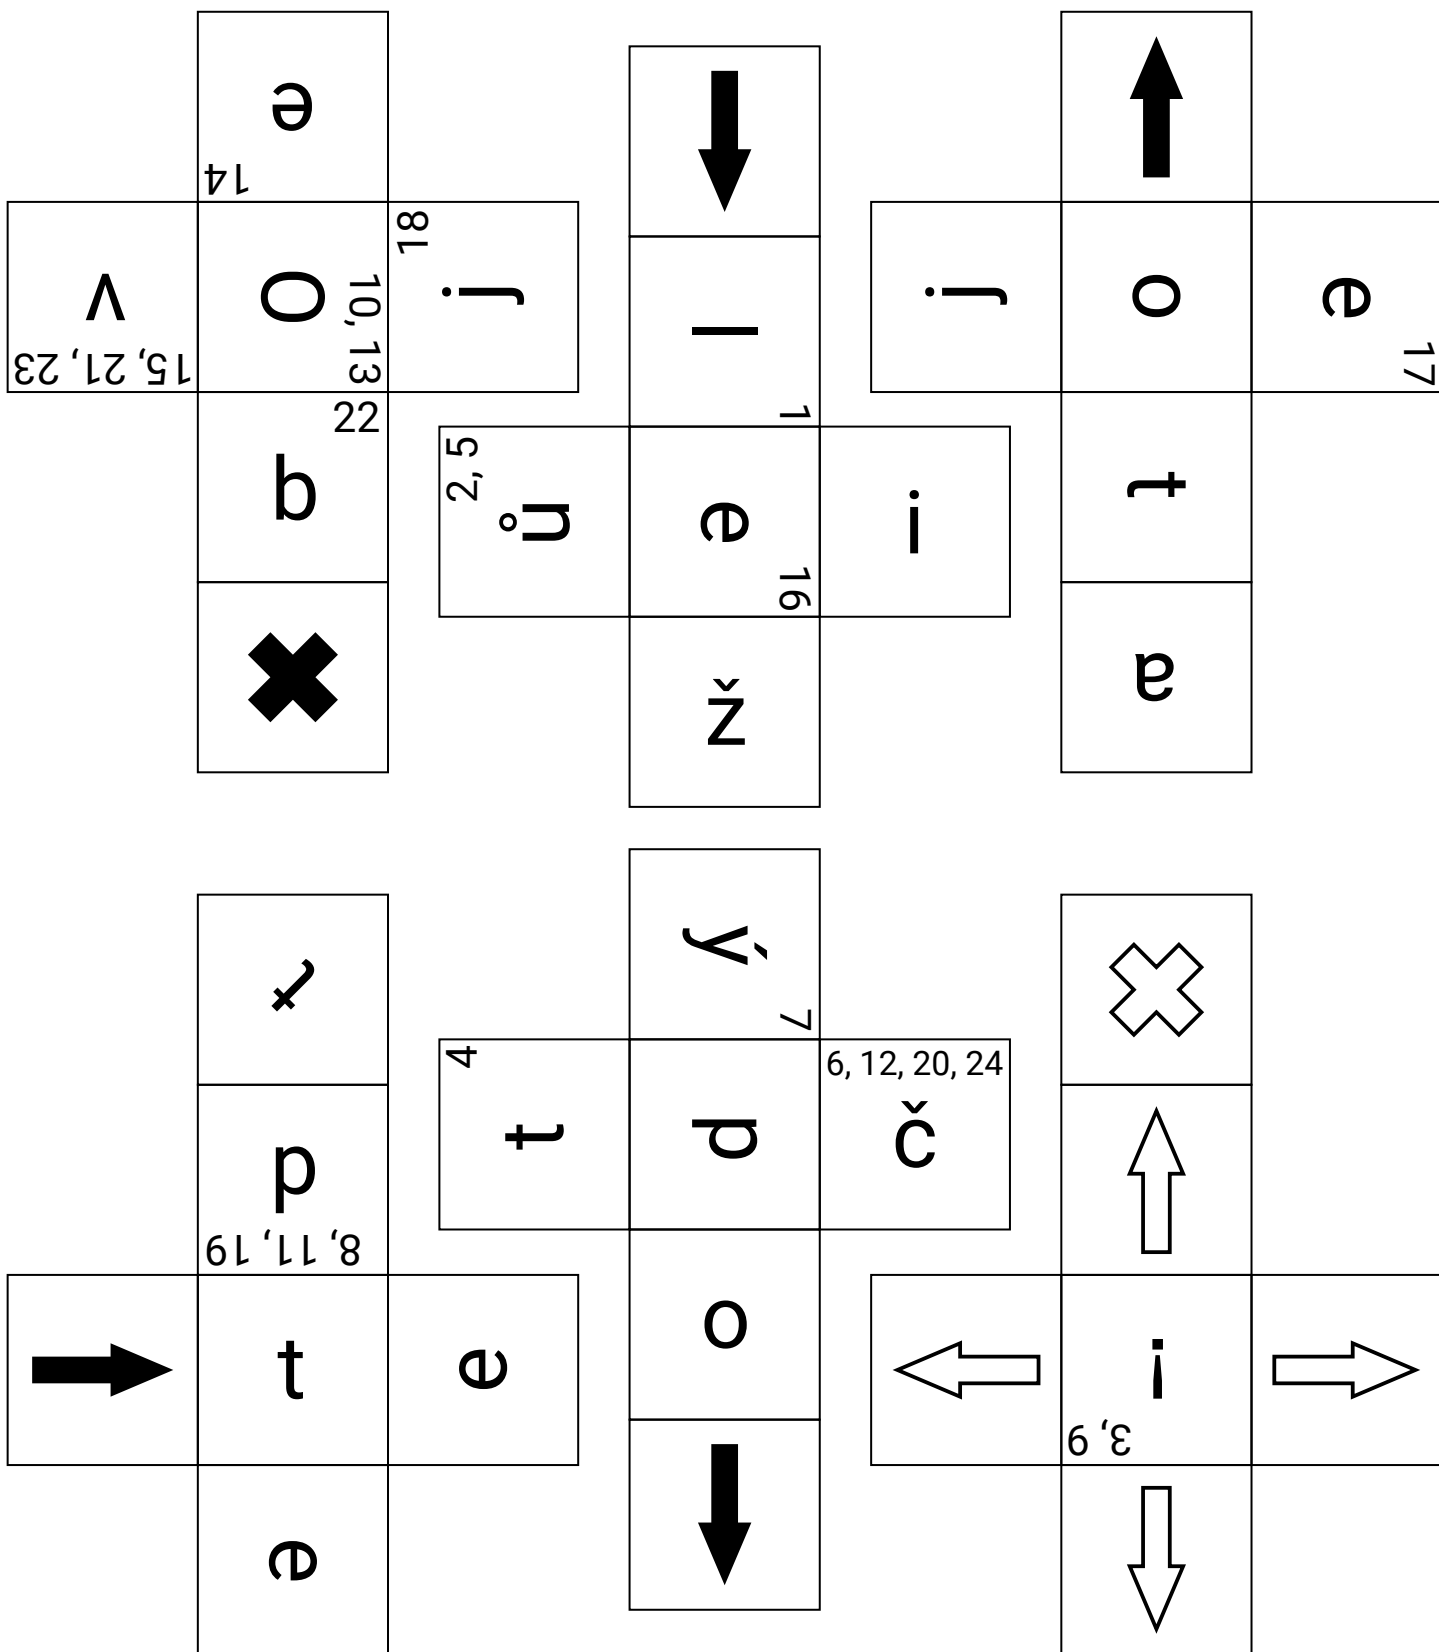 e
14
v
15, 21, 23
O
10, 13
j
18
b
22
l
1
ů
2, 5
e
16
i
ž
j
o
e
17
t
a
t
d
8, 11, 19
t
e
e
ý
7
t
4
p
č
6, 12, 20, 24
o
!
3, 9